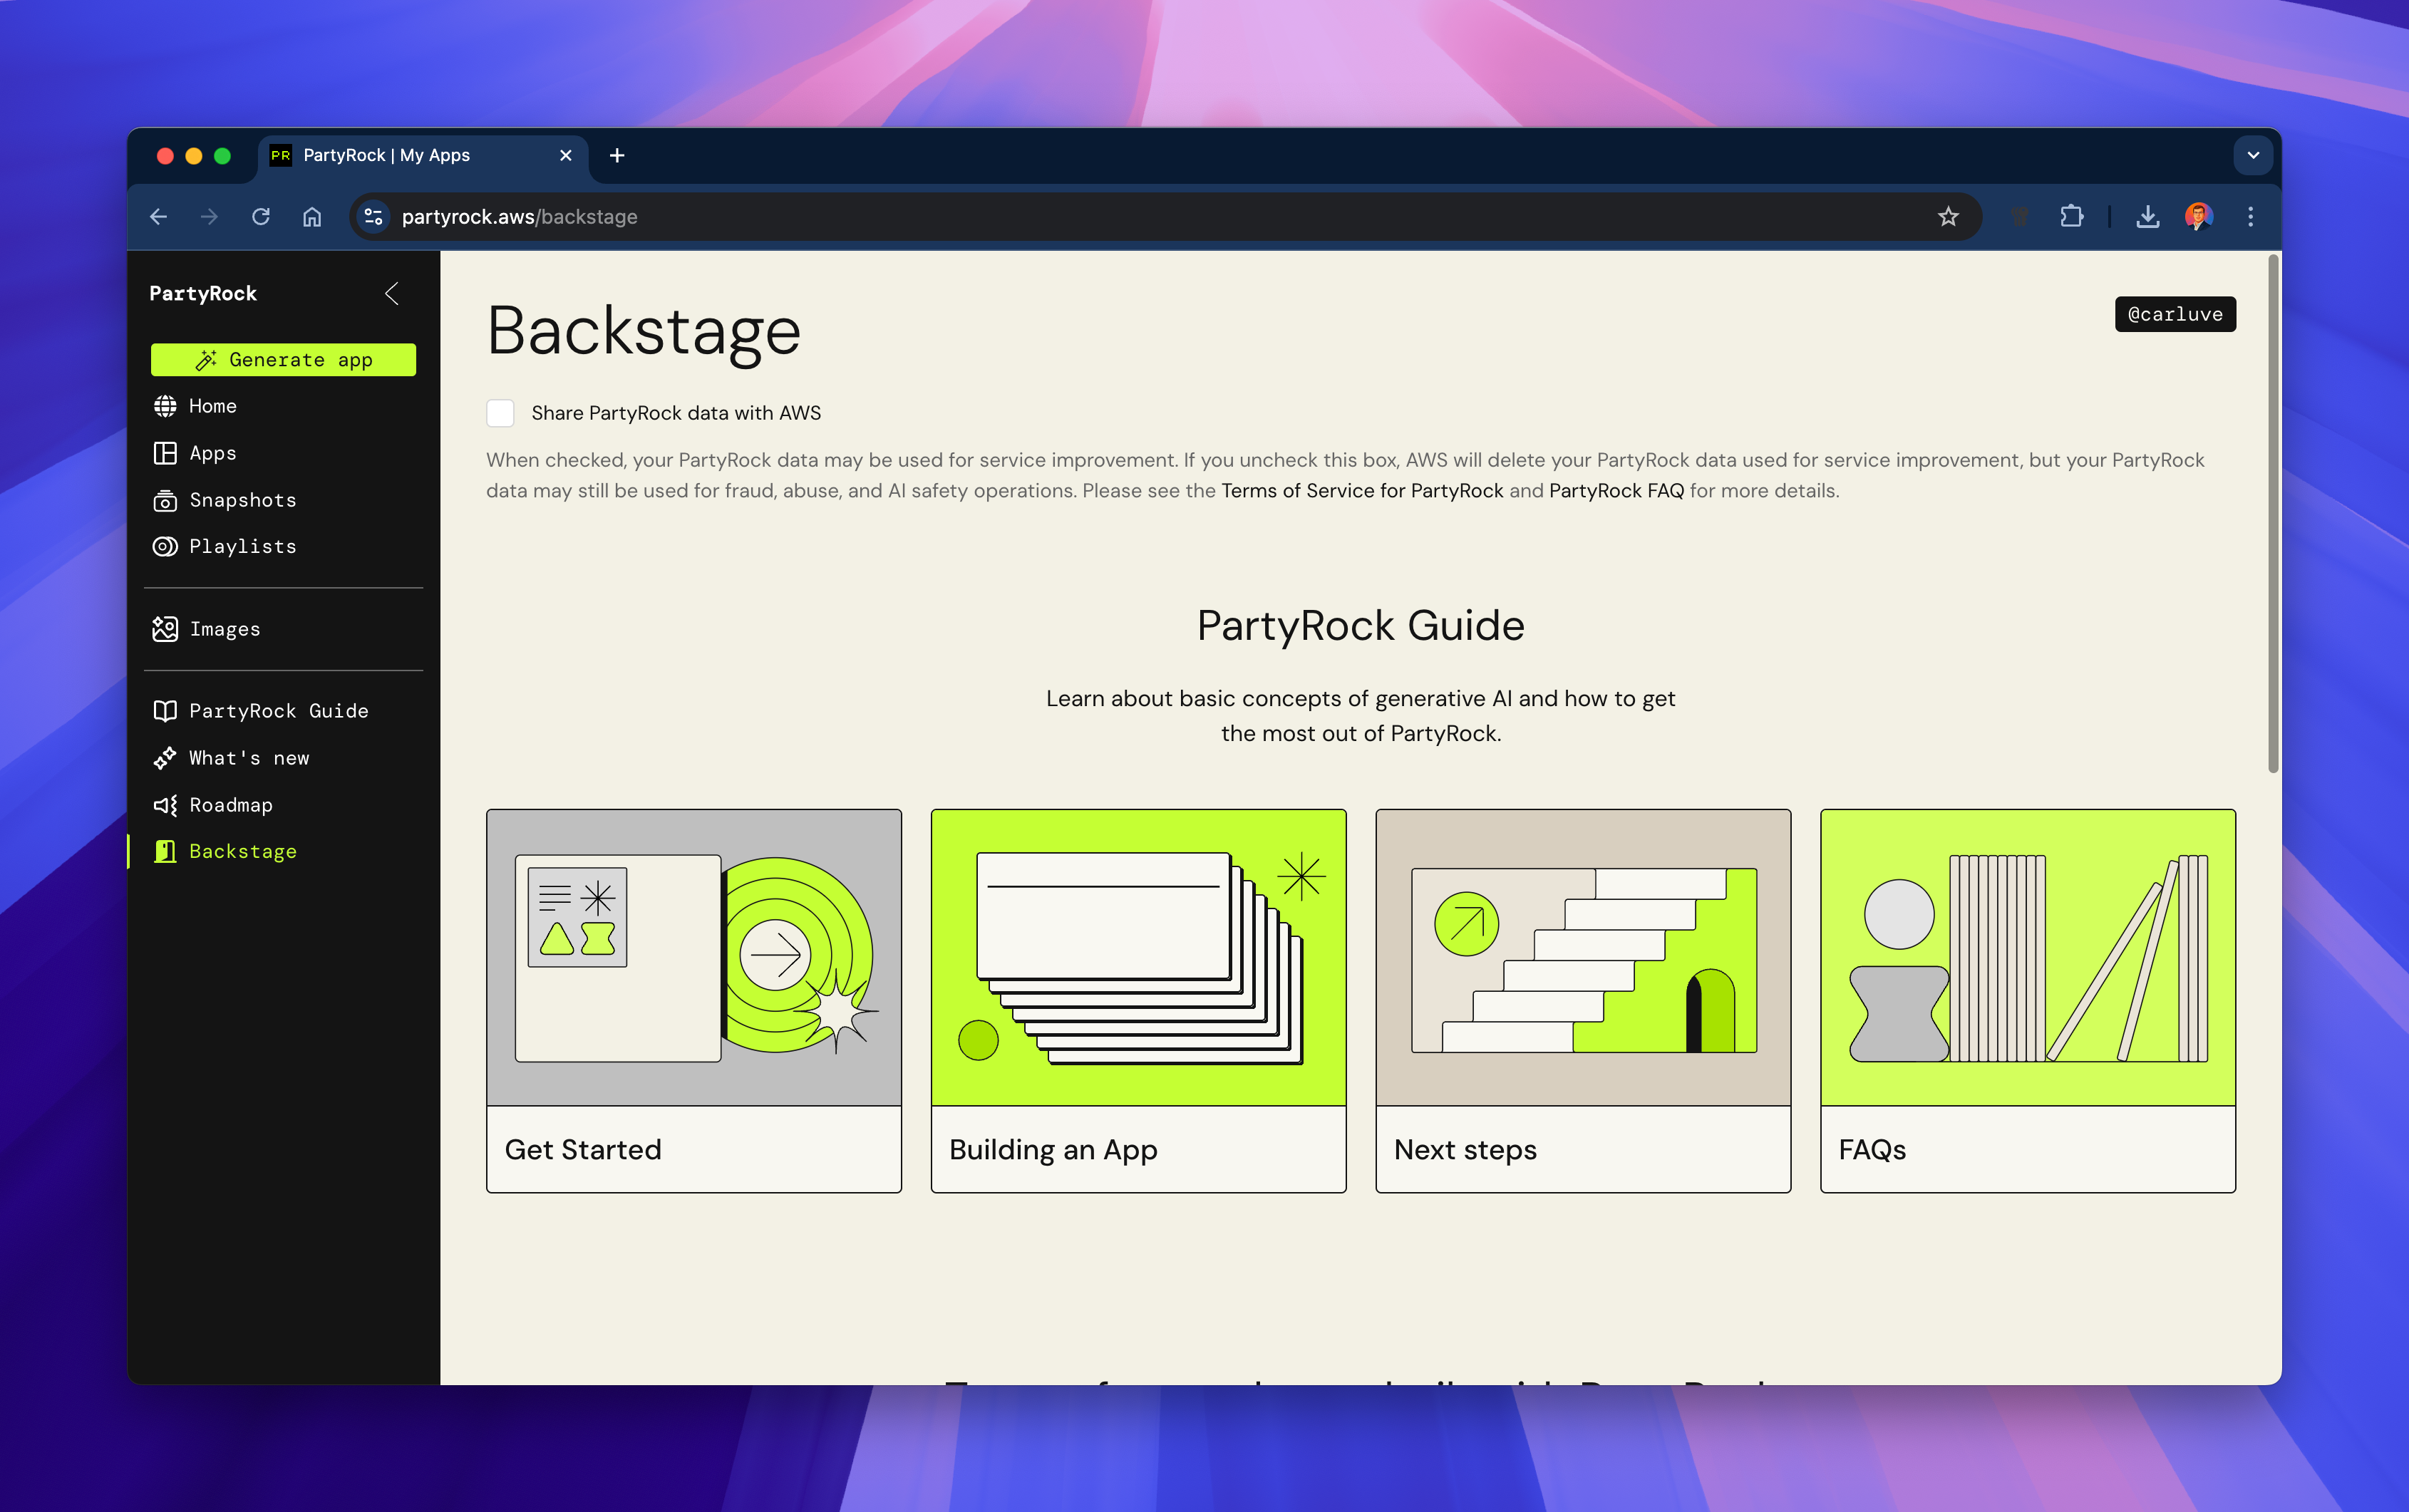 PR PartyRock | My Apps
partyrock.aws/backstage
PartyRock
Generate app
Home
Apps
Snapshots
Playlists
Images
PartyRock Guide
What's new
Roadmap
Backstage
Backstage
@carluve
Share PartyRock data with AWS
When checked, your PartyRock data may be used for service improvement. If you uncheck this box, AWS will delete your PartyRock data used for service improvement, but your PartyRock
data may still be used for fraud, abuse, and AI safety operations. Please see the Terms of Service for PartyRock and PartyRock FAQ for more details.
PartyRock Guide
Learn about basic concepts of generative AI and how to get
the most out of PartyRock.
Get Started
Building an App
Next steps
FAQs